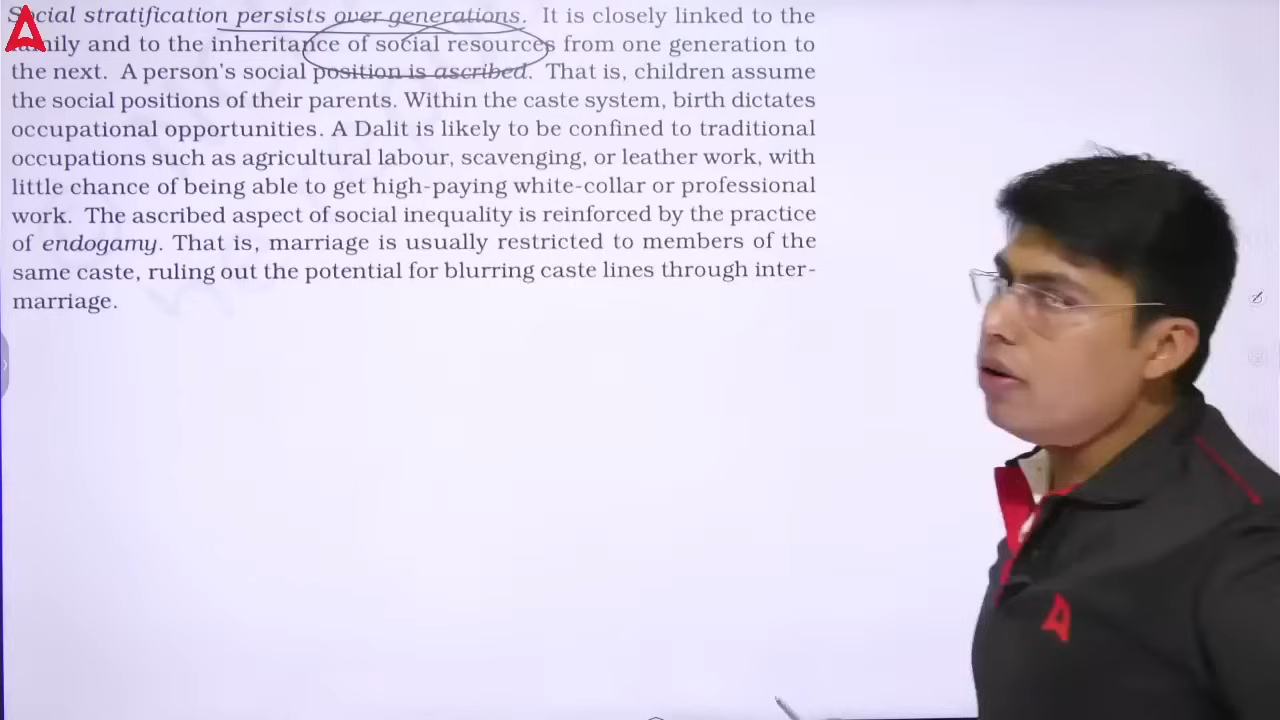 Social stratification persists over generations. It is closely linked to the
family and to the inheritance of social resources from one generation to
the next. A person's social position is ascribed. That is, children assume
the social positions of their parents. Within the caste system, birth dictates
occupational opportunities. A Dalit is likely to be confined to traditional
occupations such as agricultural labour, scavenging, or leather work, with
little chance of being able to get high-paying white-collar or professional
work. The ascribed aspect of social inequality is reinforced by the practice
of endogamy. That is, marriage is usually restricted to members of the
same caste, ruling out the potential for blurring caste lines through inter-
marriage.